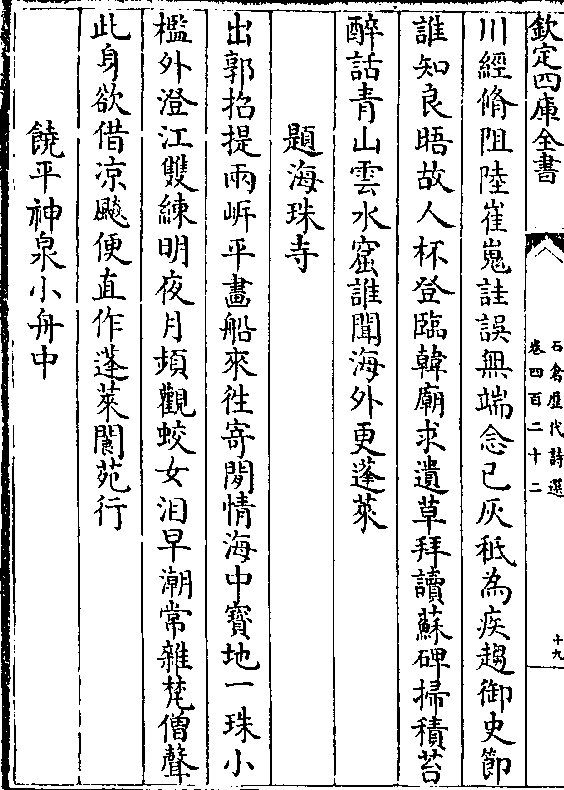 欽定四庫全書
石倉歷代詩選
卷四百二十二
十九
川經脩阻陸崔嵬詿誤無端念已灰秪為疾趨御史節
誰知良晤故人杯登臨韓廟求遺草拜讀蘇碑掃積苔
醉話青山雲水窟誰聞海外更蓬萊
題海珠寺
出郭招提兩㟁平畫船來徃寄閒情海中寳地一珠小
檻外澄江雙練明夜月頻觀蛟女泪早潮常雜梵僧聲
此身欲借凉飈便直作蓬萊閬苑行
饒平神泉小舟中